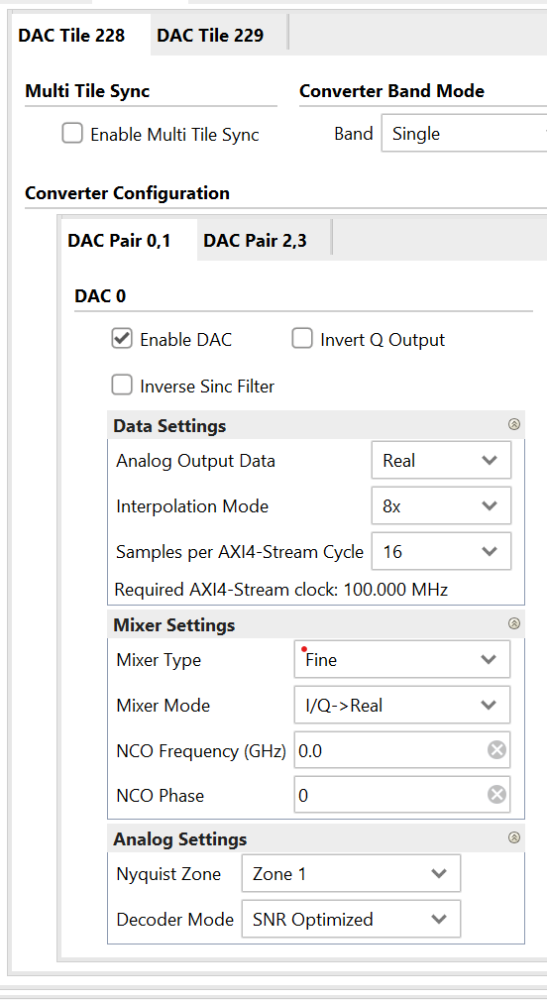 DAC Tile 228 DAC Tile 229
Multi Tile Sync Converter Band Mode
Enable Multi Tile Sync Band Single
Converter Configuration
DAC Pair 0,1 DAC Pair 2,3
DAC 0
Enable DAC Invert Q Output
Inverse Sinc Filter
Data Settings
Analog Output Data Real
Interpolation Mode 8x
Samples per AXI4-Stream Cycle 16
Required AXI4-Stream clock: 100.000 MHz
Mixer Settings
Mixer Type Fine
Mixer Mode I/Q->Real
NCO Frequency (GHz) 0.0
NCO Phase 0
Analog Settings
Nyquist Zone Zone 1
Decoder Mode SNR Optimized